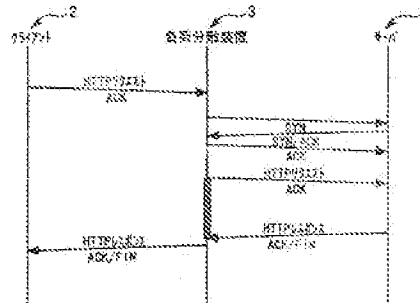 2
3
クライアント
負荷分散装置
サーバ
HTTPリクエスト
ACK
SYN
SYN/ACK
ACK
HTTPリクエスト
ACK
HTTPレスポンス
ACK/FIN
HTTPレスポンス
ACK/FIN